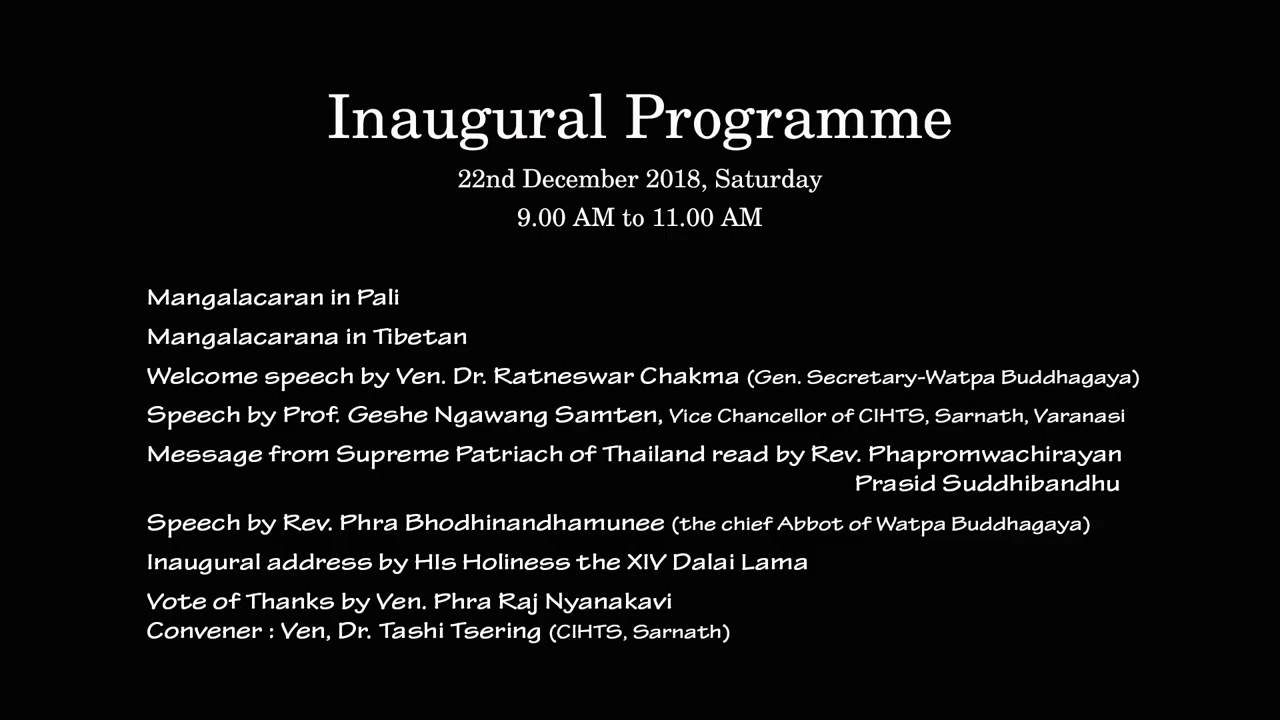 Inaugural Programme
22nd December 2018, Saturday
9.00 AM to 11.00 AM
Mangalacaran in Pali
Mangalacarana in Tibetan
Welcome speech by Ven. Dr. Ratneswar Chakma (Gen. Secretary-Watpa Buddhagaya)
Speech by Prof. Geshe Ngawang Samten, Vice Chancellor of CIHTS, Sarnath, Varanasi
Message from Supreme Patriach of Thailand read by Rev. Phapromwachirayan
Prasid Suddhibandhu
Speech by Rev. Phra Bhodhinandhamunee (the chief Abbot of Watpa Buddhagaya)
Inaugural address by HIs Holiness the XIV Dalai Lama
Vote of Thanks by Ven. Phra Raj Nyanakavi
Convener : Ven, Dr. Tashi Tsering (CIHTS, Sarnath)